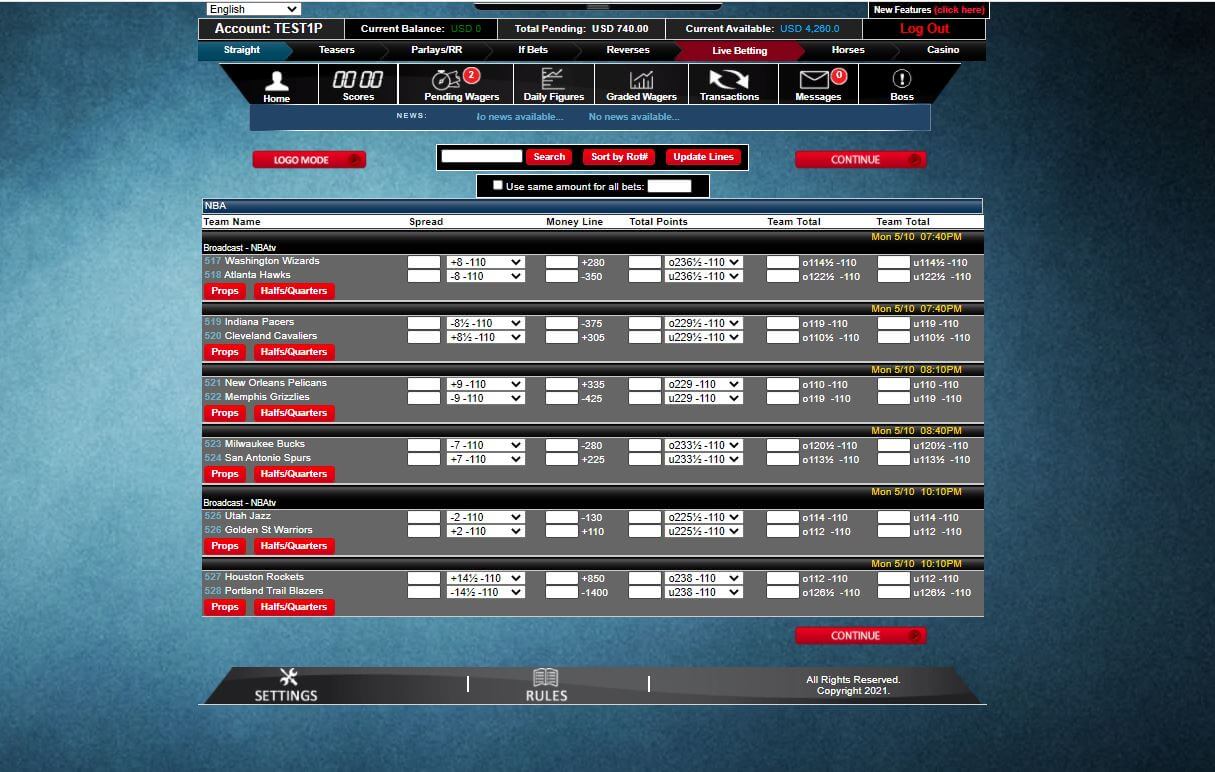 English
New Features (click here)
Account: TEST1P Current Balance: USD 0 Total Pending: USD 740.00 Current Available: USD 4,260.0 Log Out
Straight Teasers Parlays/RR If Bets Reverses Live Betting Horses Casino
00 00 2 0
Home Scores Pending Wagers Daily Figures Graded Wagers Transactions Messages Boss
NEWS: lo news available... No news available...
LOGO MODE Search Sort by Rot# Update Lines CONTINUE
Use same amount for all bets:
NBA
Team Name Spread Money Line Total Points Team Total Team Total
Mon 5/10 07:40PM
Broadcast - NBAtv
517 Washington Wizards +8 -110 +280 o236½ -110 o114½ -110 u114½ -110
518 Atlanta Hawks -8 -110 -350 u236½ -110 o122½ -110 u122½ -110
Props Halfs/Quarters
Mon 5/10 07:40PM
519 Indiana Pacers -8½ -110 -375 o229½ -110 o119 -110 u119 -110
520 Cleveland Cavaliers +8½ -110 +305 u229½ -110 o110½ -110 u110½ -110
Props Halfs/Quarters
Mon 5/10 08:10PM
521 New Orleans Pelicans +9 -110 +335 o229 -110 o110 -110 u110 -110
522 Memphis Grizzlies -9 -110 -425 u229 -110 o119 -110 u119 -110
Props Halfs/Quarters
Mon 5/10 08:40PM
523 Milwaukee Bucks -7 -110 -280 o233½ -110 o120½ -110 u120½ -110
524 San Antonio Spurs +7 -110 +225 u233½ -110 o113½ -110 u113½ -110
Props Halfs/Quarters
Mon 5/10 10:10PM
Broadcast - NBAtv
525 Utah Jazz -2 -110 -130 o225½ -110 o114 -110 u114 -110
526 Golden St Warriors +2 -110 +110 u225½ -110 o112 -110 u112 -110
Props Halfs/Quarters
Mon 5/10 10:10PM
527 Houston Rockets +14½ -110 +850 o238 -110 o112 -110 u112 -110
528 Portland Trail Blazers -14½ -110 -1400 u238 -110 o126½ -110 u126½ -110
Props Halfs/Quarters
CONTINUE
SETTINGS RULES All Rights Reserved.
Copyright 2021.